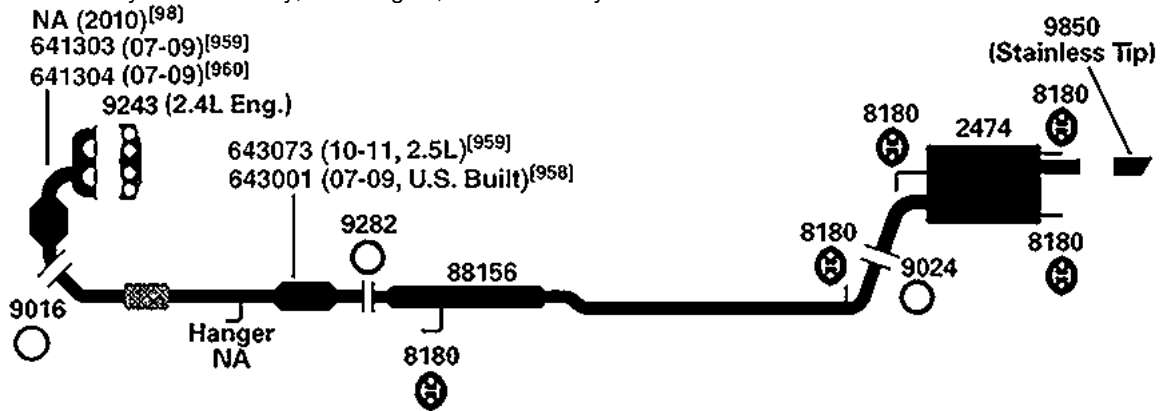 NA (2010)[98]
641303 (07-09)[959]
641304 (07-09)[960]
9243 (2.4L Eng.)
643073 (10-11, 2.5L)[959]
643001 (07-09, U.S. Built)[958]
9850
(Stainless Tip)
8180
8180
2474
9282
8180
8180
9024
88156
9016
Hanger
NA
8180